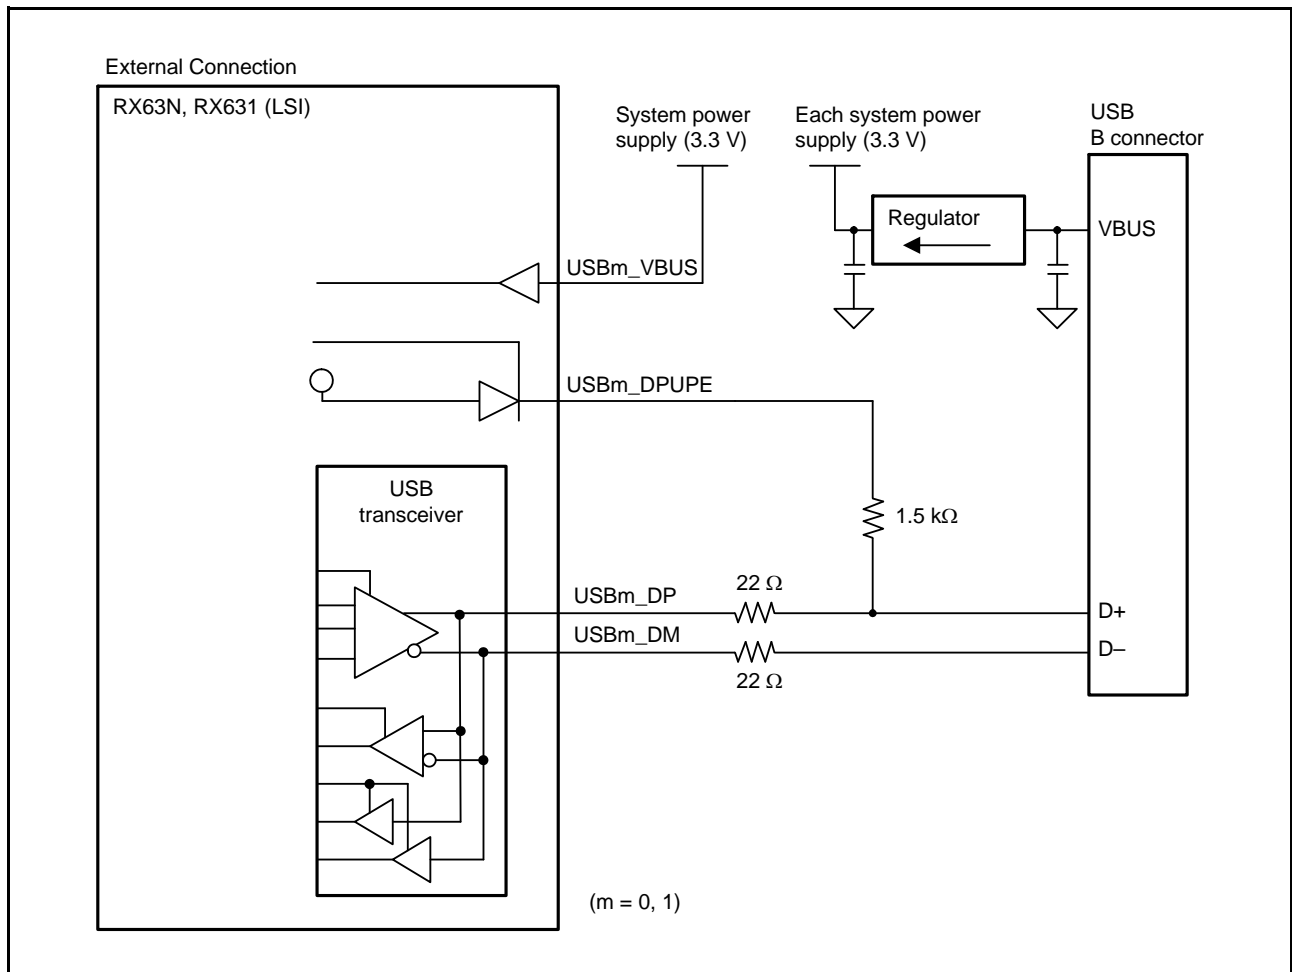 External Connection
RX63N, RX631 (LSI)
System power
supply (3.3 V)
Each system power
supply (3.3 V)
USB
B connector
Regulator
VBUS
USBm_VBUS
USBm_DPUPE
USB
transceiver
1.5 kΩ
22 Ω
USBm_DP
D+
USBm_DM
D–
22 Ω
(m = 0, 1)